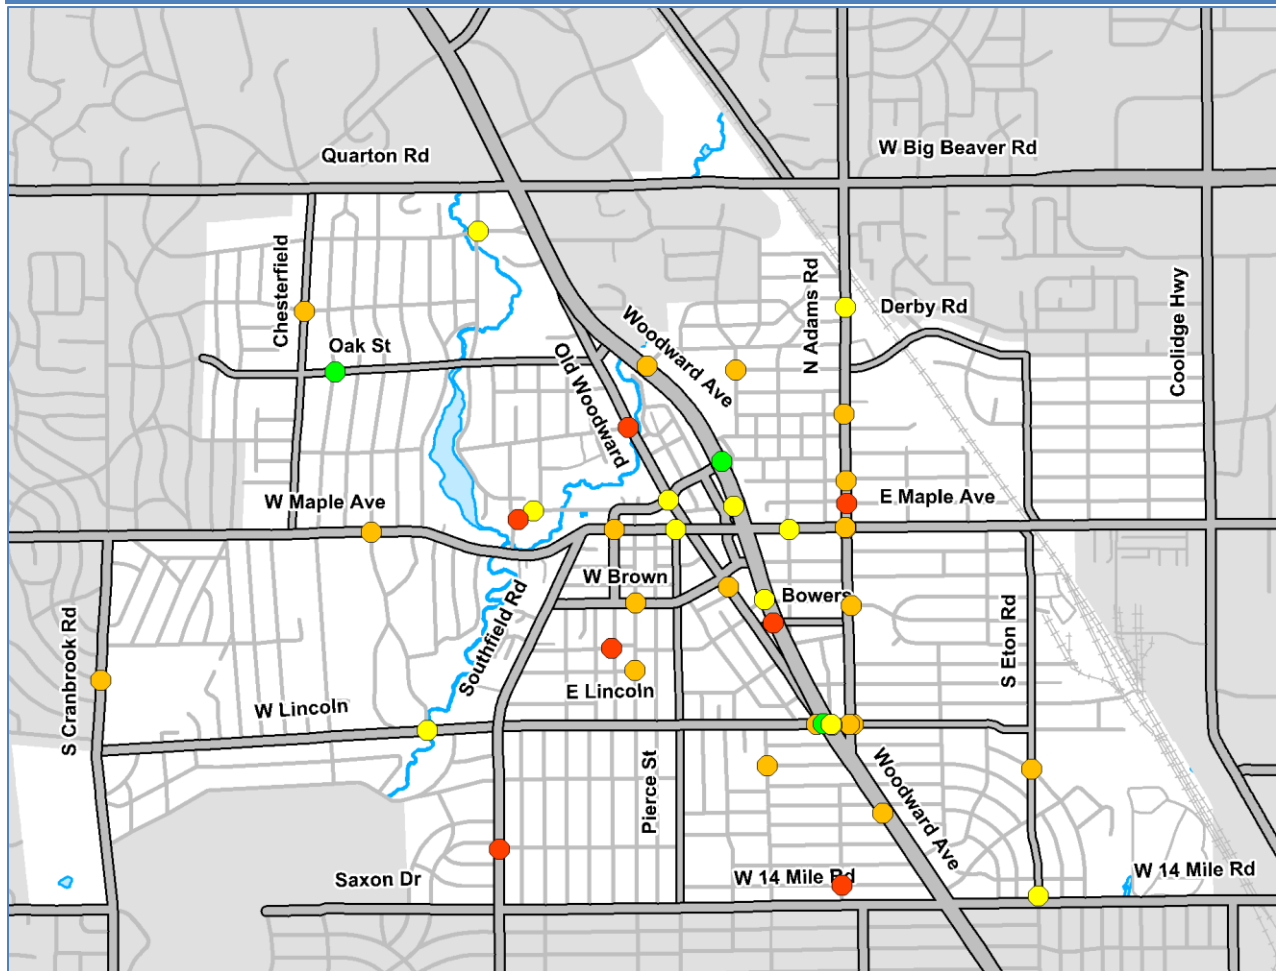 Quarton Rd
W Big Beaver Rd
Chesterfield
N Adams Rd
Coolidge Hwy
Derby Rd
Woodward Ave
Oak St
Old Woodward
W Maple Ave
E Maple Ave
W Brown
Bowers
Southfield Rd
S Eton Rd
S Cranbrook Rd
E Lincoln
W Lincoln
Pierce St
Woodward Ave
Saxon Dr
W 14 Mile Rd
W 14 Mile Rd